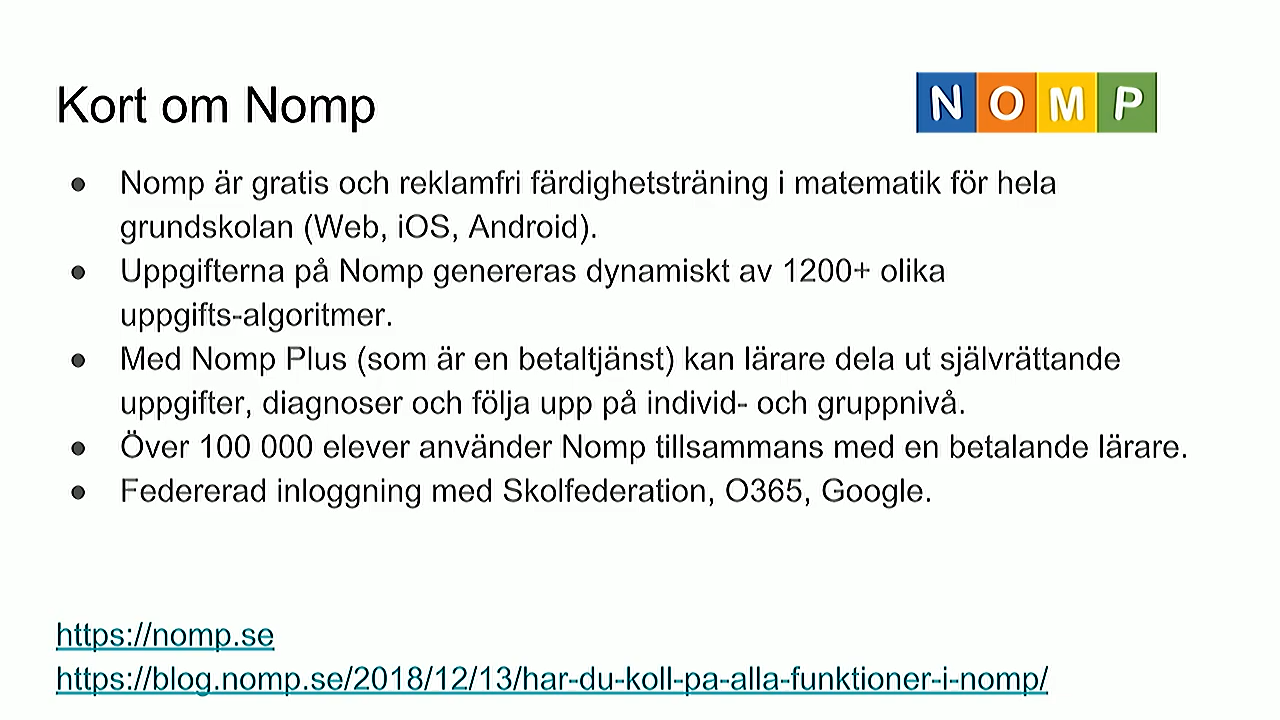 Kort om Nomp
NOMP
● Nomp är gratis och reklamfri färdighetsträning i matematik för hela
grundskolan (Web, iOS, Android).
● Uppgifterna på Nomp genereras dynamiskt av 1200+ olika
uppgifts-algoritmer.
● Med Nomp Plus (som är en betaltjänst) kan lärare dela ut självrättande
uppgifter, diagnoser och följa upp på individ- och gruppnivå.
● Över 100 000 elever använder Nomp tillsammans med en betalande lärare.
● Federerad inloggning med Skolfederation, O365, Google.
https://nomp.se
https://blog.nomp.se/2018/12/13/har-du-koll-pa-alla-funktioner-i-nomp/